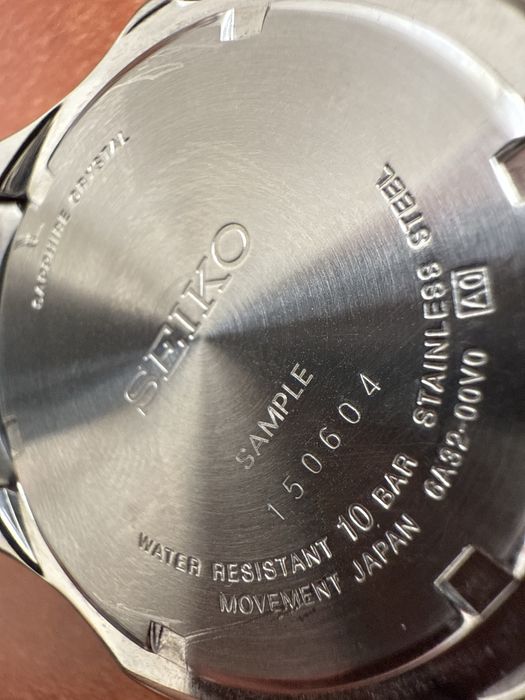 SAPPHIRE CRYSTAL
SEIKO
SAMPLE
150604
WATER RESISTANT 10 BAR STAINLESS STEEL
MOVEMENT JAPAN 6A32-00V0 A0